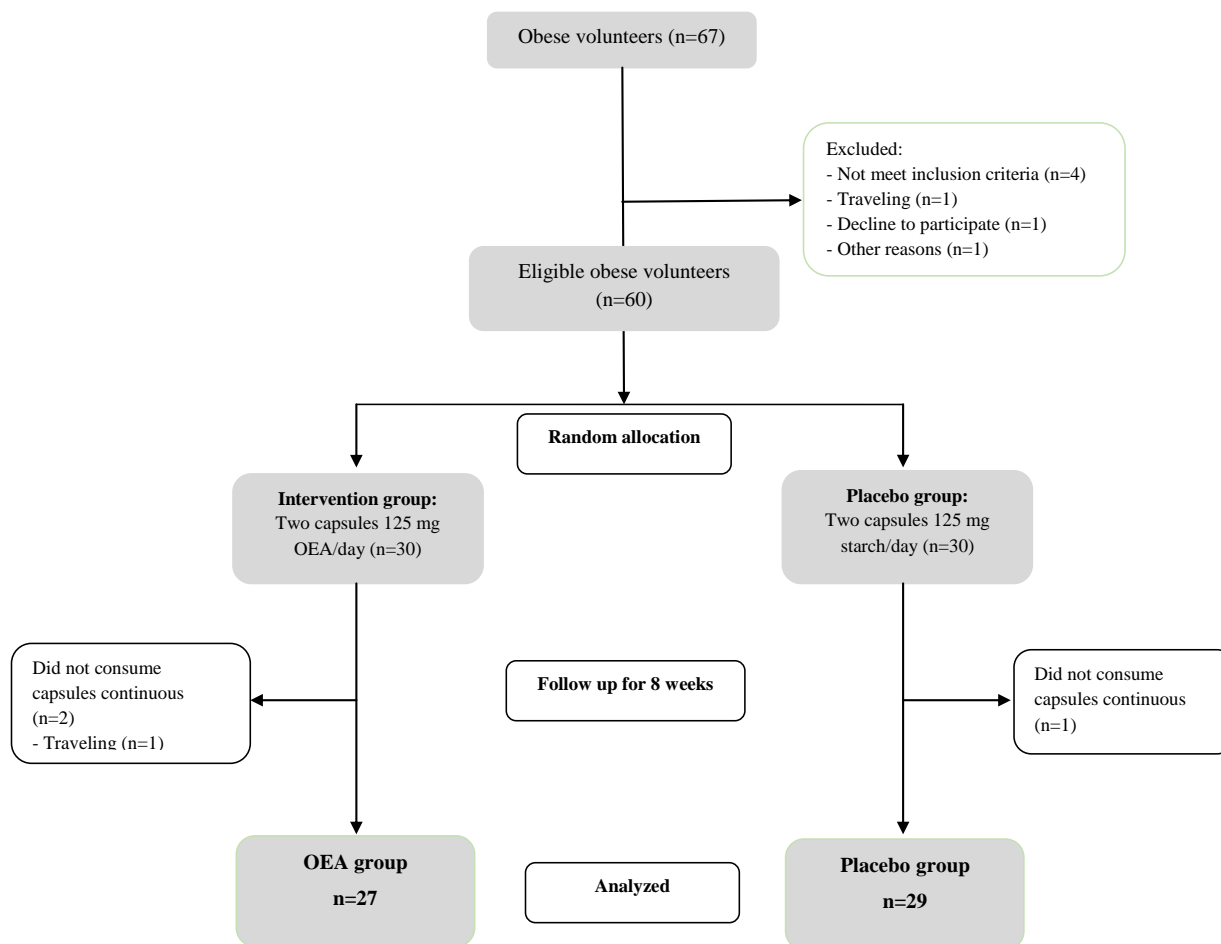 Obese volunteers (n=67)
Excluded:
- Not meet inclusion criteria (n=4)
- Traveling (n=1)
- Decline to participate (n=1)
- Other reasons (n=1)
Eligible obese volunteers
(n=60)
Random allocation
Intervention group:
Two capsules 125 mg
OEA/day (n=30)
Placebo group:
Two capsules 125 mg
starch/day (n=30)
Did not consume
capsules continuous
(n=2)
- Traveling (n=1)
Follow up for 8 weeks
Did not consume
capsules continuous
(n=1)
OEA group
n=27
Analyzed
Placebo group
n=29